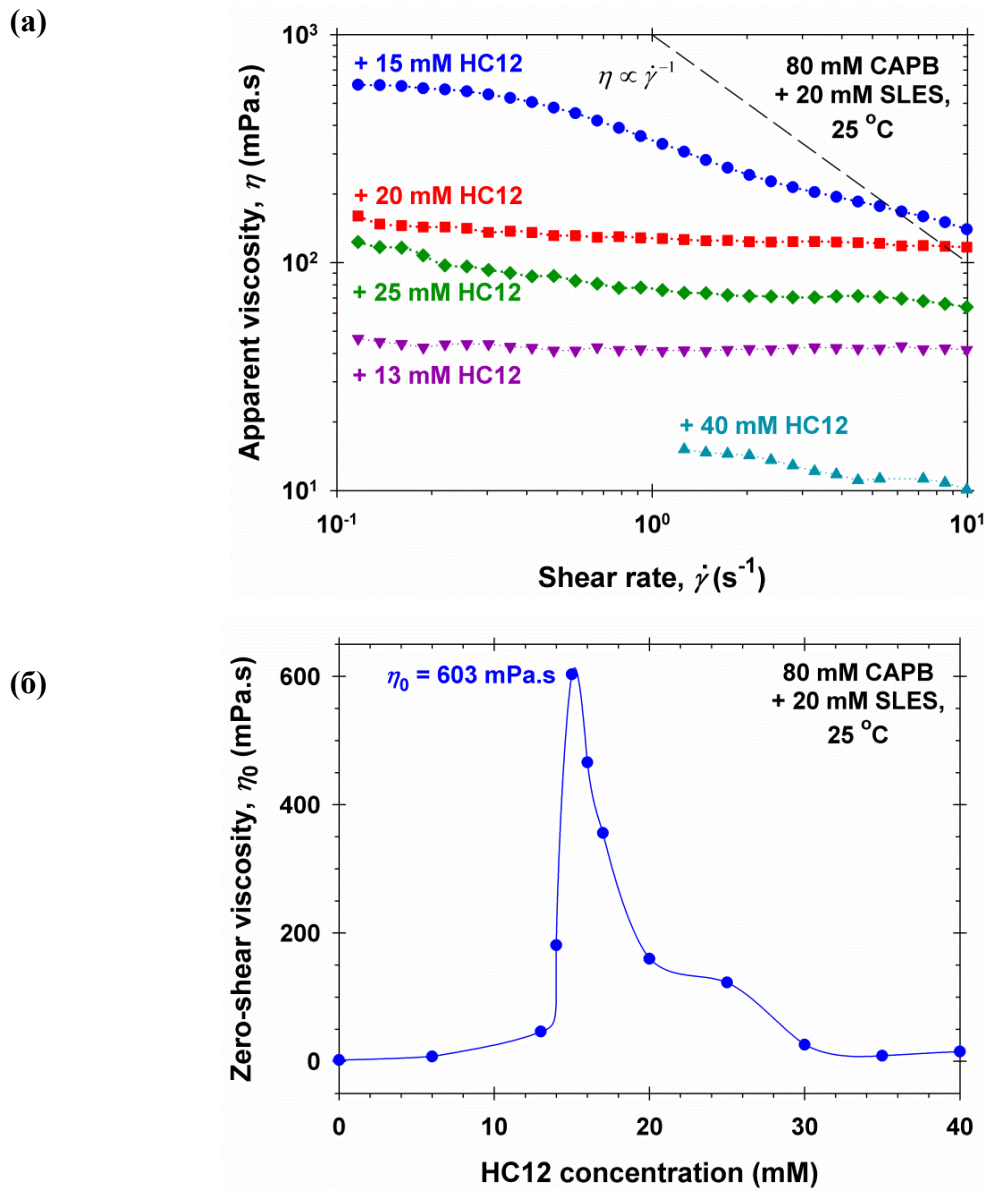 (а)
10³
+ 15 mM HC12
η ∝ γ̇⁻¹
80 mM CAPB
+ 20 mM SLES,
25 °C
+ 20 mM HC12
10²
+ 25 mM HC12
+ 13 mM HC12
+ 40 mM HC12
10¹
10⁻¹ 10⁰ 10¹
Apparent viscosity, η (mPa.s)
Shear rate, γ̇ (s⁻¹)
(б)
η₀ = 603 mPa.s
80 mM CAPB
+ 20 mM SLES,
25 °C
600
400
200
0
0 10 20 30 40
Zero-shear viscosity, η₀ (mPa.s)
HC12 concentration (mM)